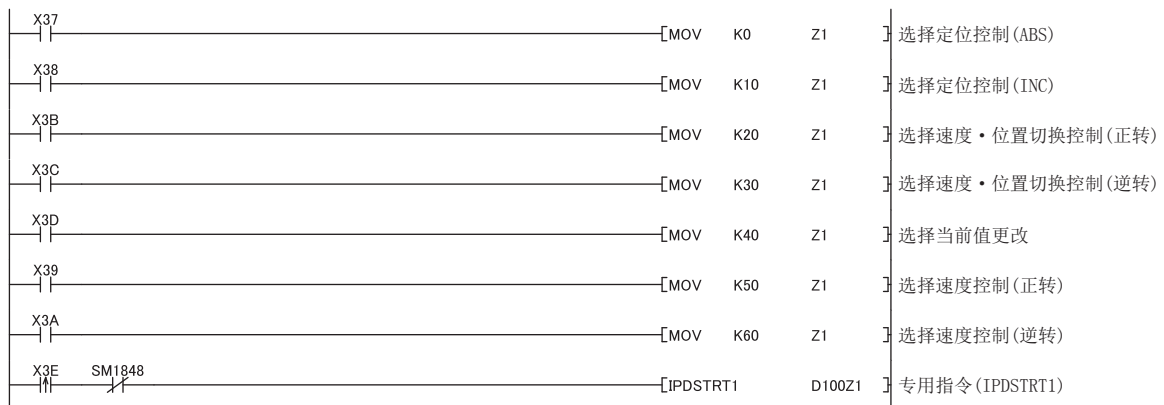 X37
[MOV K0 Z1 ] 选择定位控制(ABS)
X38
[MOV K10 Z1 ] 选择定位控制(INC)
X3B
[MOV K20 Z1 ] 选择速度·位置切换控制(正转)
X3C
[MOV K30 Z1 ] 选择速度·位置切换控制(逆转)
X3D
[MOV K40 Z1 ] 选择当前值更改
X39
[MOV K50 Z1 ] 选择速度控制(正转)
X3A
[MOV K60 Z1 ] 选择速度控制(逆转)
X3E SM1848
[IPDSTRT1 D100Z1 ] 专用指令(IPDSTRT1)